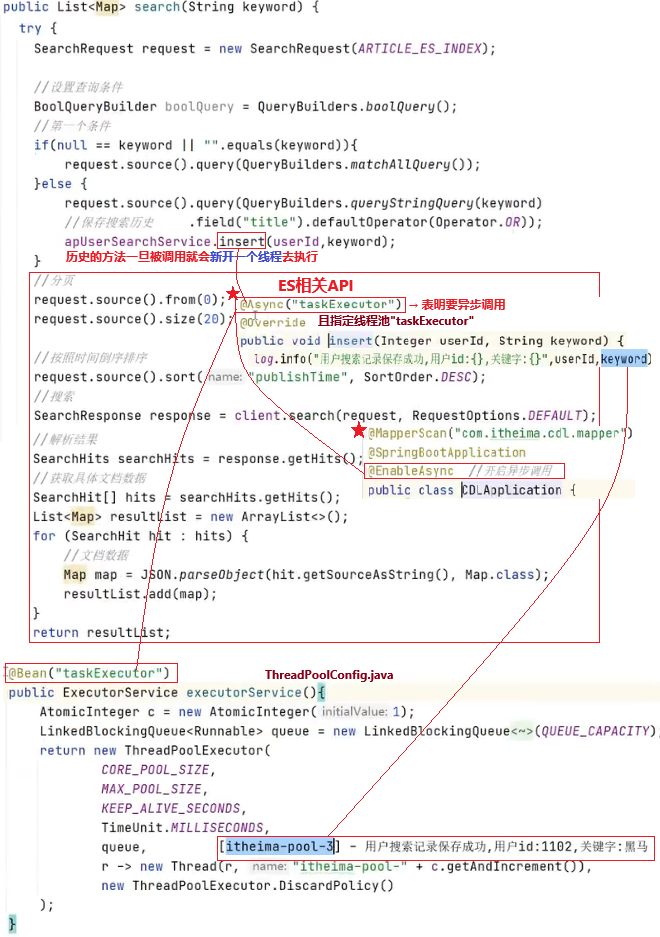 public List<Map> search(String keyword) {
try {
SearchRequest request = new SearchRequest(ARTICLE_ES_INDEX);
//设置查询条件
BoolQueryBuilder boolQuery = QueryBuilders.boolQuery();
//第一个条件
if(null == keyword || "".equals(keyword)){
request.source().query(QueryBuilders.matchAllQuery());
}else {
request.source().query(QueryBuilders.queryStringQuery(keyword)
//保存搜索历史 .field("title").defaultOperator(Operator.OR));
apUserSearchService.insert(userId,keyword);
}
历史的方法一旦被调用就会新开一个线程去执行
//分页
ES相关API
request.source().from(0);
@Async("taskExecutor") → 表明要异步调用
request.source().size(20);
@Override 且指定线程池"taskExecutor"
public void insert(Integer userId, String keyword) {
log.info("用户搜索记录保存成功,用户id:{},关键字:{}",userId,keyword)
//按照时间倒序排序
request.source().sort( name: "publishTime", SortOrder.DESC);
//搜索
SearchResponse response = client.search(request, RequestOptions.DEFAULT);
@MapperScan("com.itheima.cdl.mapper")
@SpringBootApplication
@EnableAsync //开启异步调用
public class CDLApplication {
//解析结果
SearchHits searchHits = response.getHits();
//获取具体文档数据
SearchHit[] hits = searchHits.getHits();
List<Map> resultList = new ArrayList<>();
for (SearchHit hit : hits) {
//文档数据
Map map = JSON.parseObject(hit.getSourceAsString(), Map.class);
resultList.add(map);
}
return resultList;
@Bean("taskExecutor")
ThreadPoolConfig.java
public ExecutorService executorService(){
AtomicInteger c = new AtomicInteger( initialValue: 1);
LinkedBlockingQueue<Runnable> queue = new LinkedBlockingQueue<~>(QUEUE_CAPACITY);
return new ThreadPoolExecutor(
CORE_POOL_SIZE,
MAX_POOL_SIZE,
KEEP_ALIVE_SECONDS,
TimeUnit.MILLISECONDS,
queue,
[itheima-pool-3] - 用户搜索记录保存成功,用户id:1102,关键字:黑马
r -> new Thread(r, name: "itheima-pool-" + c.getAndIncrement()),
new ThreadPoolExecutor.DiscardPolicy()
);
}